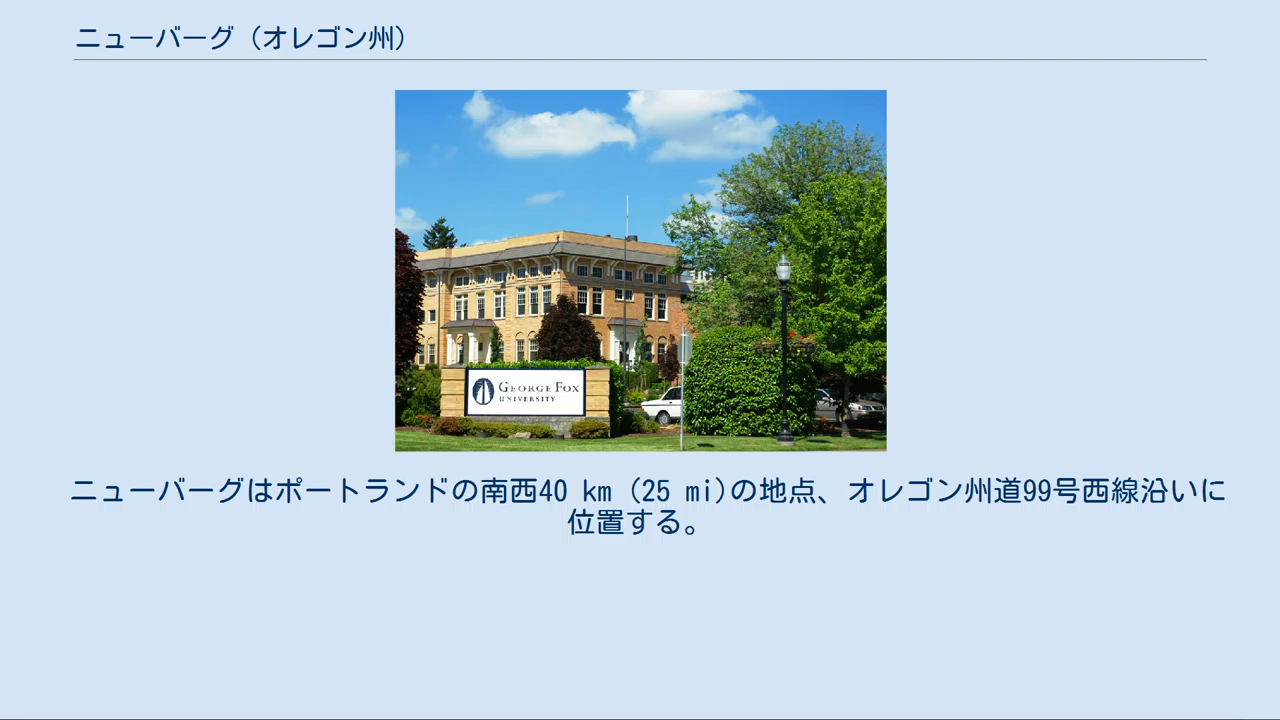 ニューバーグ（オレゴン州）
GEORGE FOX
UNIVERSITY
ニューバーグはポートランドの南西40 km (25 mi)の地点、オレゴン州道99号西線沿いに
位置する。